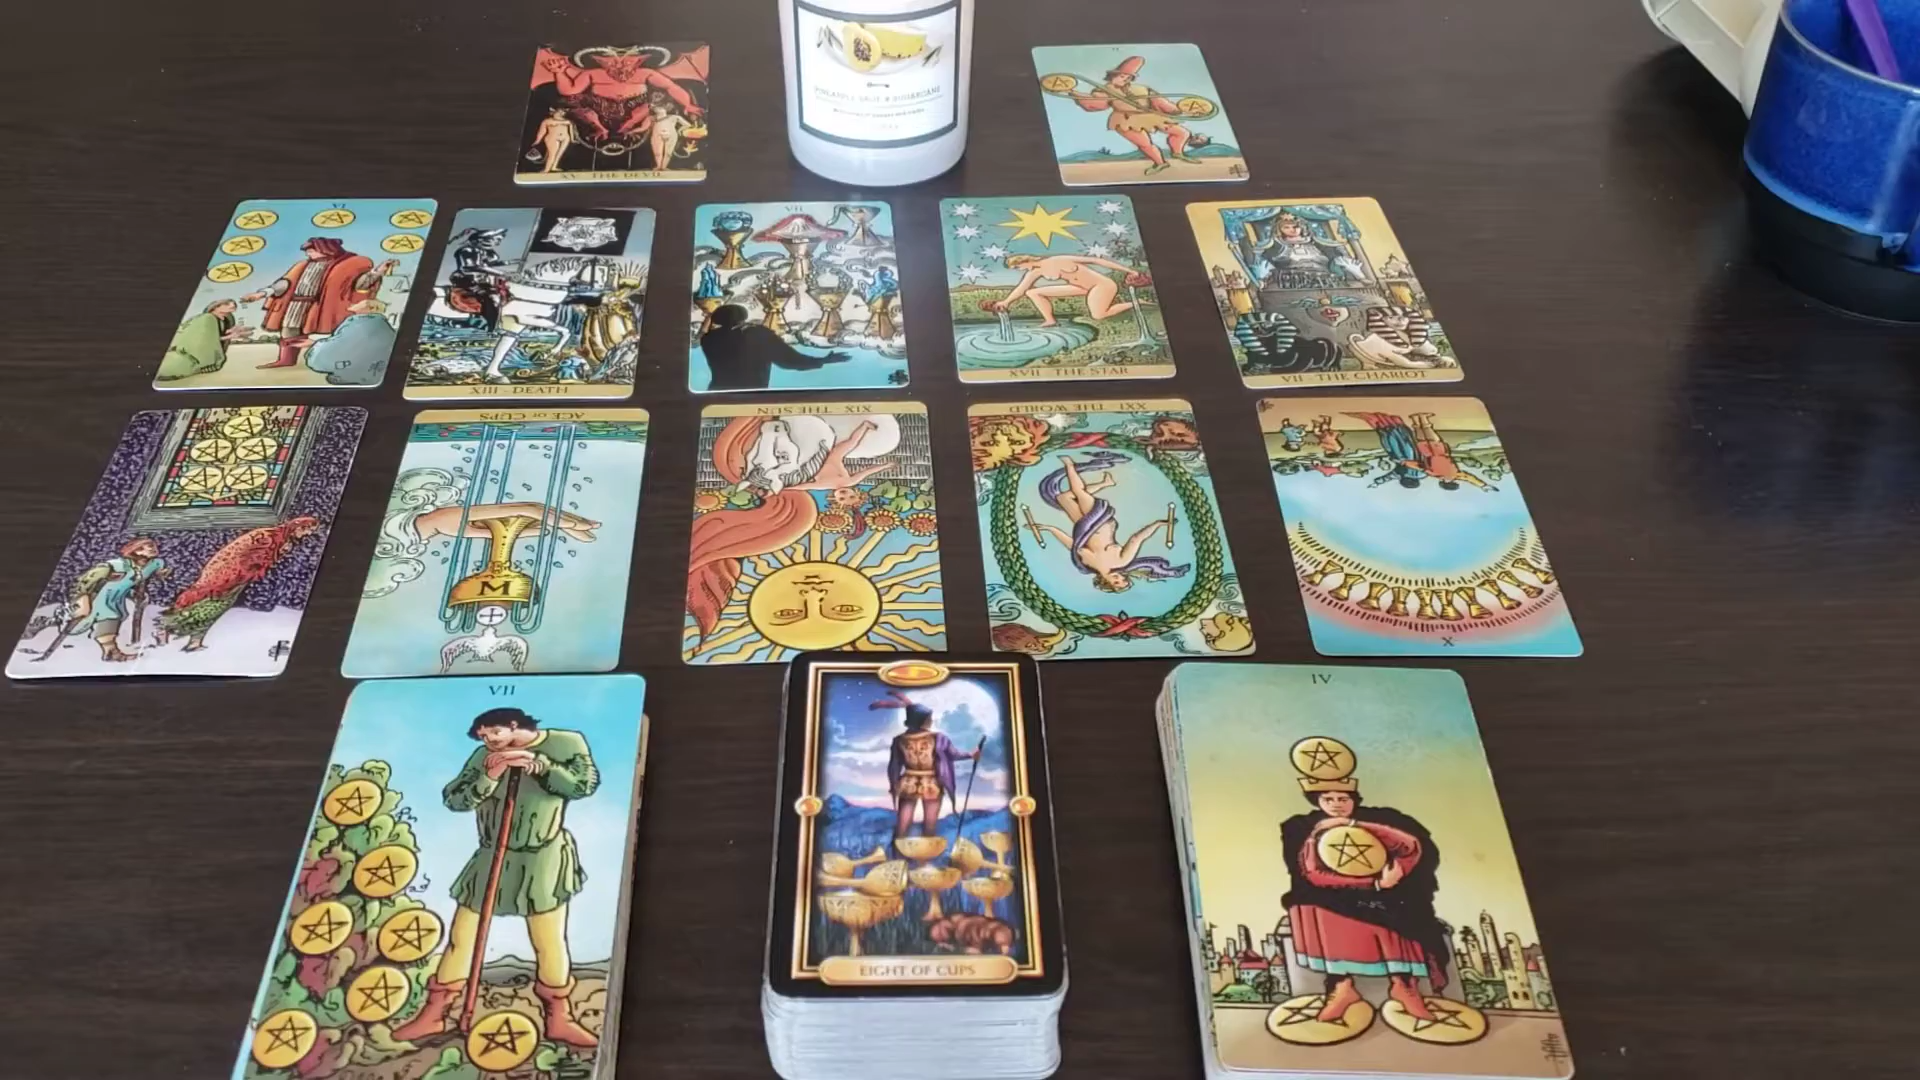 XV · THE DEVIL
VI
XIII · DEATH
VII
XVII · THE STAR
VII · THE CHARIOT
ACE OF CUPS
M
XIX · THE SUN
XXI · THE WORLD
X
VII
EIGHT OF CUPS
IV